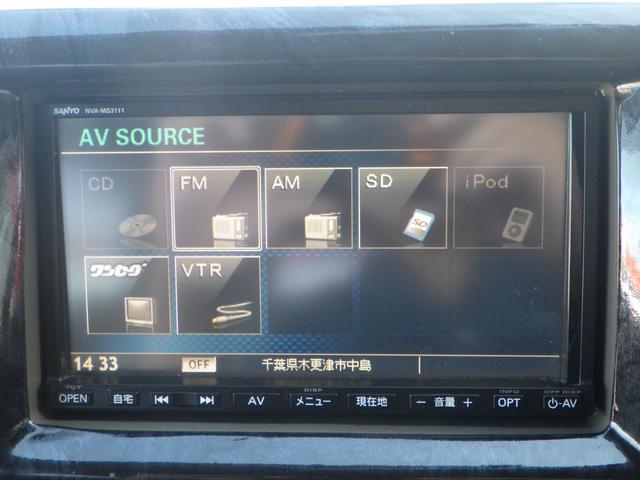 SANYO NVA-MS3111
AV SOURCE
CD FM AM SD iPod
SD
ワンセグ VTR
14 33 OFF 千葉県木更津市中島
TILT DISP INFO OFF DISP
OPEN 自宅 AV メニュー 現在地 － 音量 ＋ OPT ⏻-AV